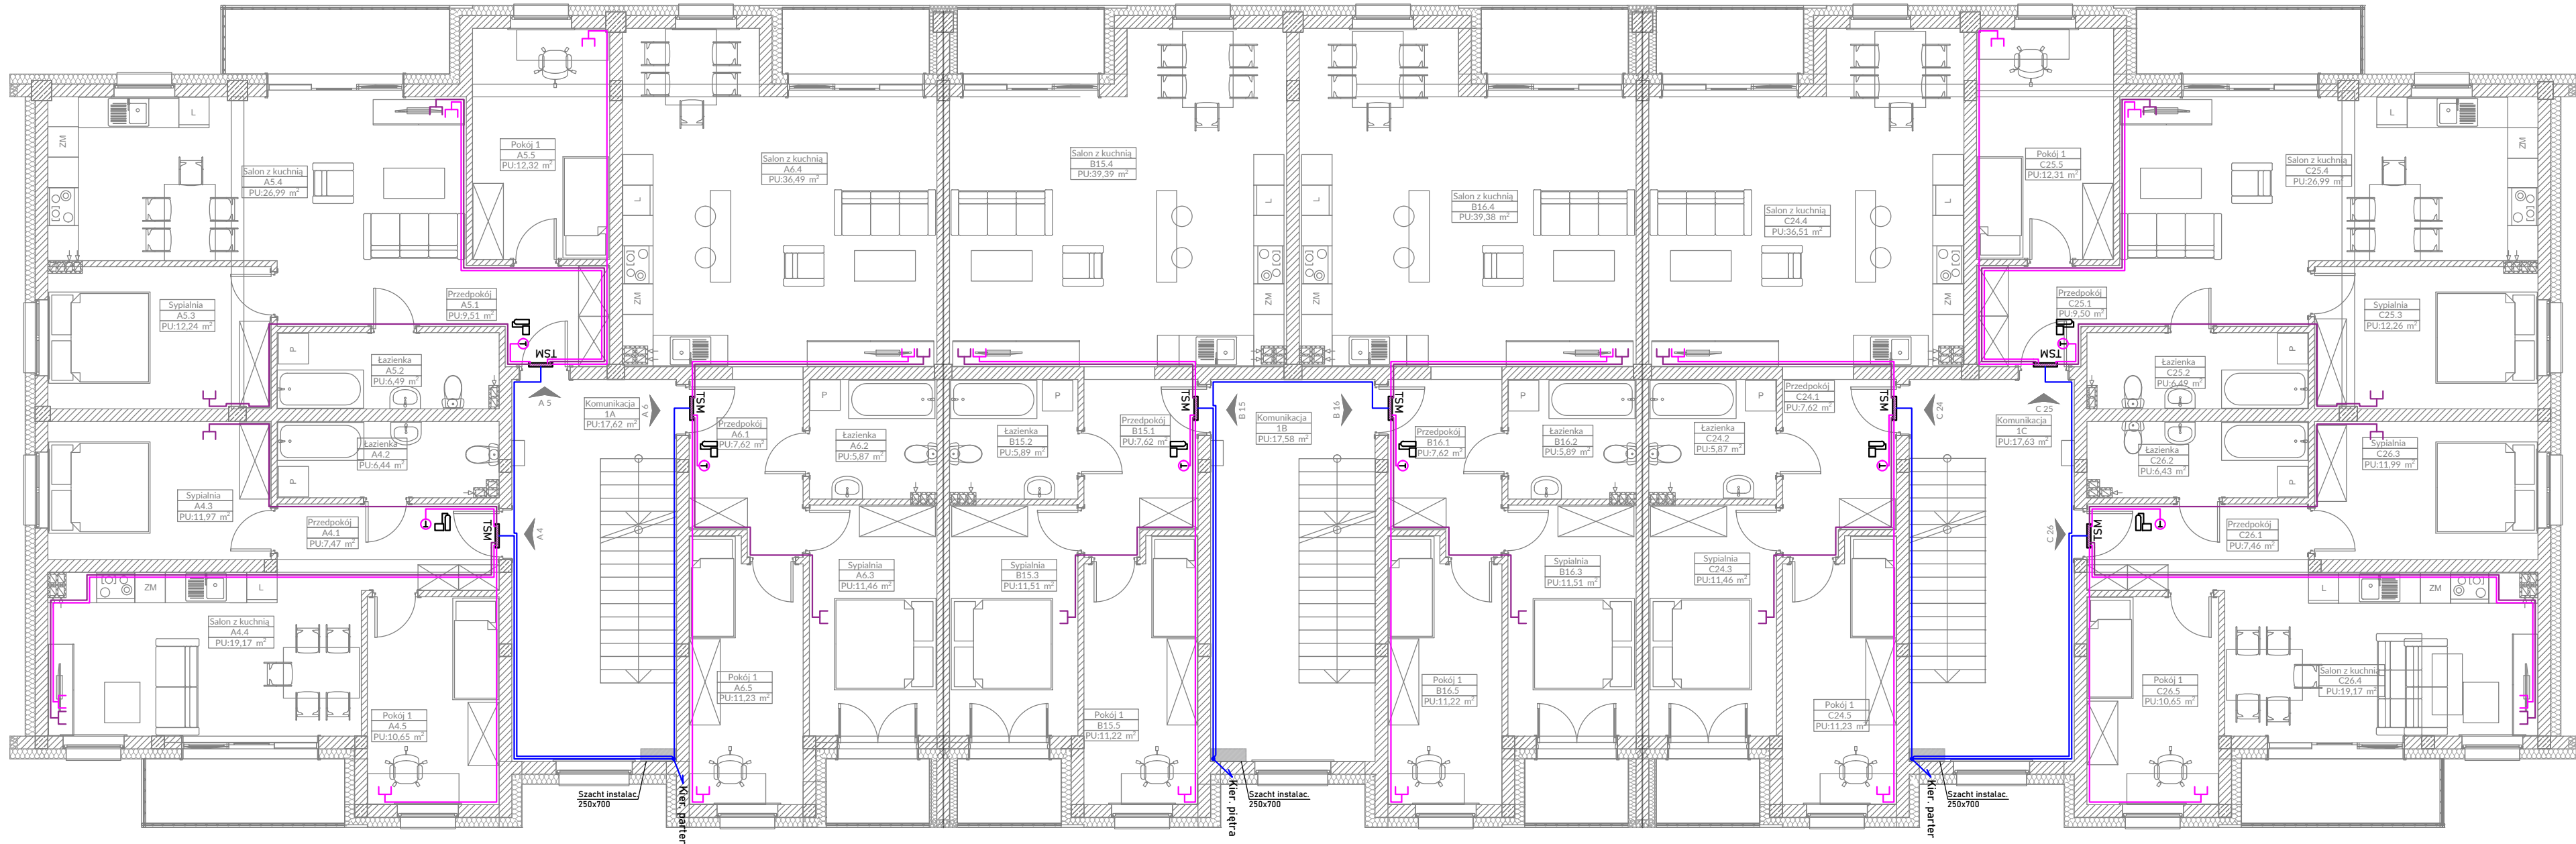 Pokój 1
A5.5
PU:12,32 m²
Salon z kuchnią
A5.4
PU:26,99 m²
Salon z kuchnią
A6.4
PU:36,49 m²
Salon z kuchnią
B15.4
PU:39,39 m²
Salon z kuchnią
B16.4
PU:39,38 m²
Salon z kuchnią
C24.4
PU:36,51 m²
Pokój 1
C25.5
PU:12,31 m²
Salon z kuchnią
C25.4
PU:26,99 m²
ZM
L
L
ZM
L
ZM
L
ZM
L
ZM
L
ZM
Sypialnia
A5.3
PU:12,24 m²
Przedpokój
A5.1
PU:9,51 m²
Przedpokój
C25.1
PU:9,50 m²
Sypialnia
C25.3
PU:12,26 m²
TSM
TSM
T
T
P
Łazienka
A5.2
PU:6,49 m²
Łazienka
C25.2
PU:6,49 m²
P
A 5
Komunikacja
1A
PU:17,62 m²
A 6
TSM
Przedpokój
A6.1
PU:7,62 m²
T
P
Łazienka
A6.2
PU:5,87 m²
Łazienka
B15.2
PU:5,89 m²
P
Przedpokój
B15.1
PU:7,62 m²
T
TSM
B 15
Komunikacja
1B
PU:17,58 m²
B 16
TSM
Przedpokój
B16.1
PU:7,62 m²
T
P
Łazienka
B16.2
PU:5,89 m²
Łazienka
C24.2
PU:5,87 m²
P
Przedpokój
C24.1
PU:7,62 m²
T
TSM
C 24
C 25
Komunikacja
1C
PU:17,63 m²
Łazienka
A4.2
PU:6,44 m²
P
Łazienka
C26.2
PU:6,43 m²
P
Sypialnia
C26.3
PU:11,99 m²
Sypialnia
A4.3
PU:11,97 m²
Przedpokój
A4.1
PU:7,47 m²
T
TSM
A 4
C 26
TSM
T
Przedpokój
C26.1
PU:7,46 m²
Sypialnia
A6.3
PU:11,46 m²
Sypialnia
B15.3
PU:11,51 m²
Sypialnia
B16.3
PU:11,51 m²
Sypialnia
C24.3
PU:11,46 m²
ZM
L
L
ZM
Salon z kuchnią
A4.4
PU:19,17 m²
Pokój 1
A4.5
PU:10,65 m²
Pokój 1
A6.5
PU:11,23 m²
Pokój 1
B15.5
PU:11,22 m²
Pokój 1
B16.5
PU:11,22 m²
Pokój 1
C24.5
PU:11,23 m²
Pokój 1
C26.5
PU:10,65 m²
Salon z kuchnią
C26.4
PU:19,17 m²
Szacht instalac.
250x700
Kier. parter
Kier. piętra
Szacht instalac.
250x700
Kier. parter
Szacht instalac.
250x700